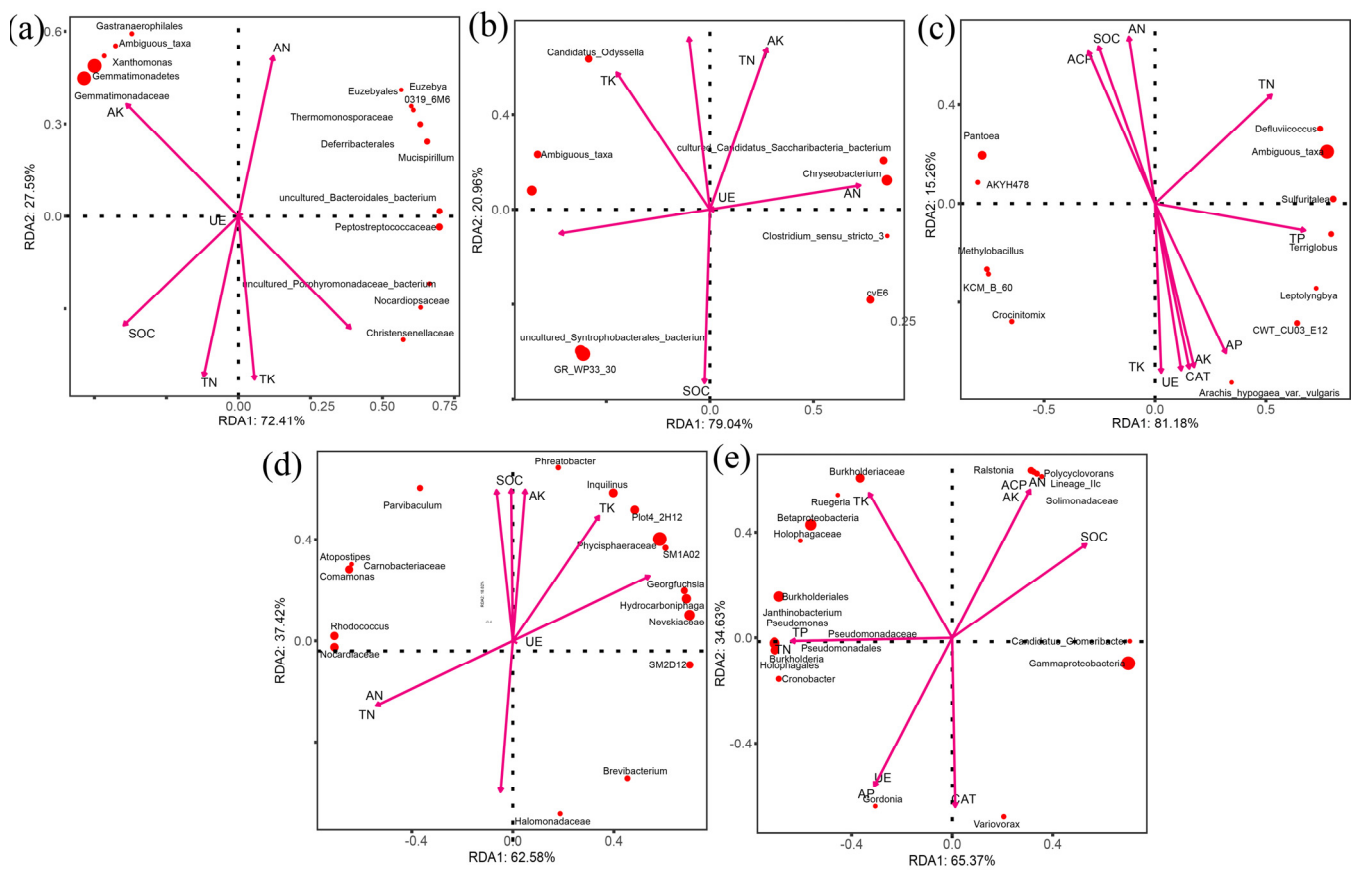 (a)
0.6
0.3
0.0
RDA2: 27.59%
Gastranaerophilales
Ambiguous_taxa
Xanthomonas
Gemmatimonadetes
Gemmatimonadaceae
AK
AN
Euzebyales
Euzebya
0319_6M6
Thermomonosporaceae
Deferribacterales
Mucispirillum
uncultured_Bacteroidales_bacterium
UE
Peptostreptococcaceae
uncultured_Porphyromonadaceae_bacterium
Nocardiopsaceae
SOC
Christensenellaceae
TN
TK
0.00
0.25
0.50
0.75
RDA1: 72.41%
(b)
0.4
0.0
RDA2: 20.96%
Candidatus_Odyssella
AK
TN
TK
cultured_Candidatus_Saccharibacteria_bacterium
Ambiguous_taxa
Chryseobacterium
UE
AN
Clostridium_sensu_stricto_3
cvE6
0.25
uncultured_Syntrophobacterales_bacterium
GR_WP33_30
SOC
0.0
0.5
RDA1: 79.04%
(c)
0.4
0.0
RDA2: 15.26%
SOC
AN
ACP
TN
Defluviicoccus
Pantoea
Ambiguous_taxa
AKYH478
Sulfuritalea
TP
Terriglobus
Methylobacillus
KCM_B_60
Leptolyngbya
Crocinitomix
CWT_CU03_E12
AP
TK
AK
UE
CAT
Arachis_hypogaea_var._vulgaris
-0.5
0.0
0.5
RDA1: 81.18%
(d)
0.4
0.0
RDA2: 37.42%
Phreatobacter
SOC
AK
Inquilinus
Parvibaculum
TK
Plot4_2H12
Phycisphaeraceae
SM1A02
Atopostipes
Carnobacteriaceae
Comamonas
Georgfuchsia
Hydrocarboniphaga
Nevskiaceae
Rhodococcus
UE
Nocardiaceae
SM2D12
AN
TN
Brevibacterium
Halomonadaceae
-0.4
0.0
0.4
RDA1: 62.58%
(e)
0.4
0.0
-0.4
RDA2: 34.63%
Burkholderiaceae
Ralstonia
Polycyclovorans
ACP
AN
Lineage_IIc
TK
AK
Ruegeria
Solimonadaceae
Betaproteobacteria
Holophagaceae
SOC
Burkholderiales
Janthinobacterium
Pseudomonas
TP
Pseudomonadaceae
Candidatus_Glomeribacter
TN
Pseudomonadales
Burkholderia
Holophagales
Gammaproteobacteria
Cronobacter
UE
AP
Gordonia
CAT
Variovorax
-0.4
0.0
0.4
RDA1: 65.37%